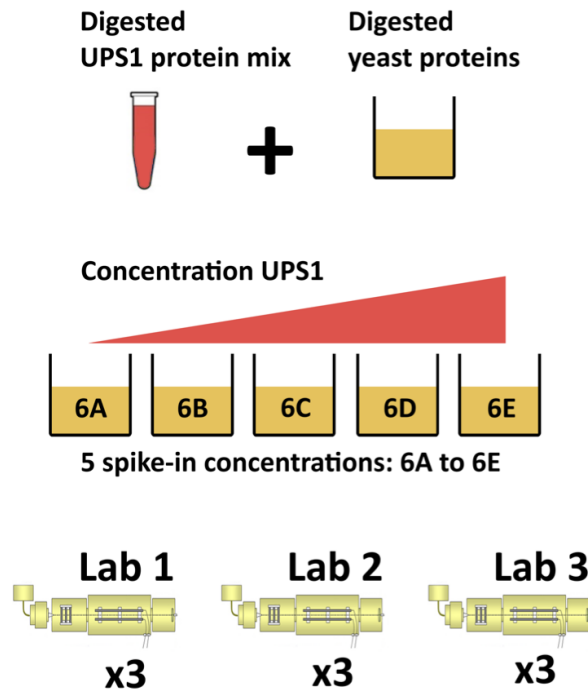 Digested
UPS1 protein mix
Digested
yeast proteins
Concentration UPS1
6A 6B 6C 6D 6E
5 spike-in concentrations: 6A to 6E
Lab 1 Lab 2 Lab 3
x3 x3 x3